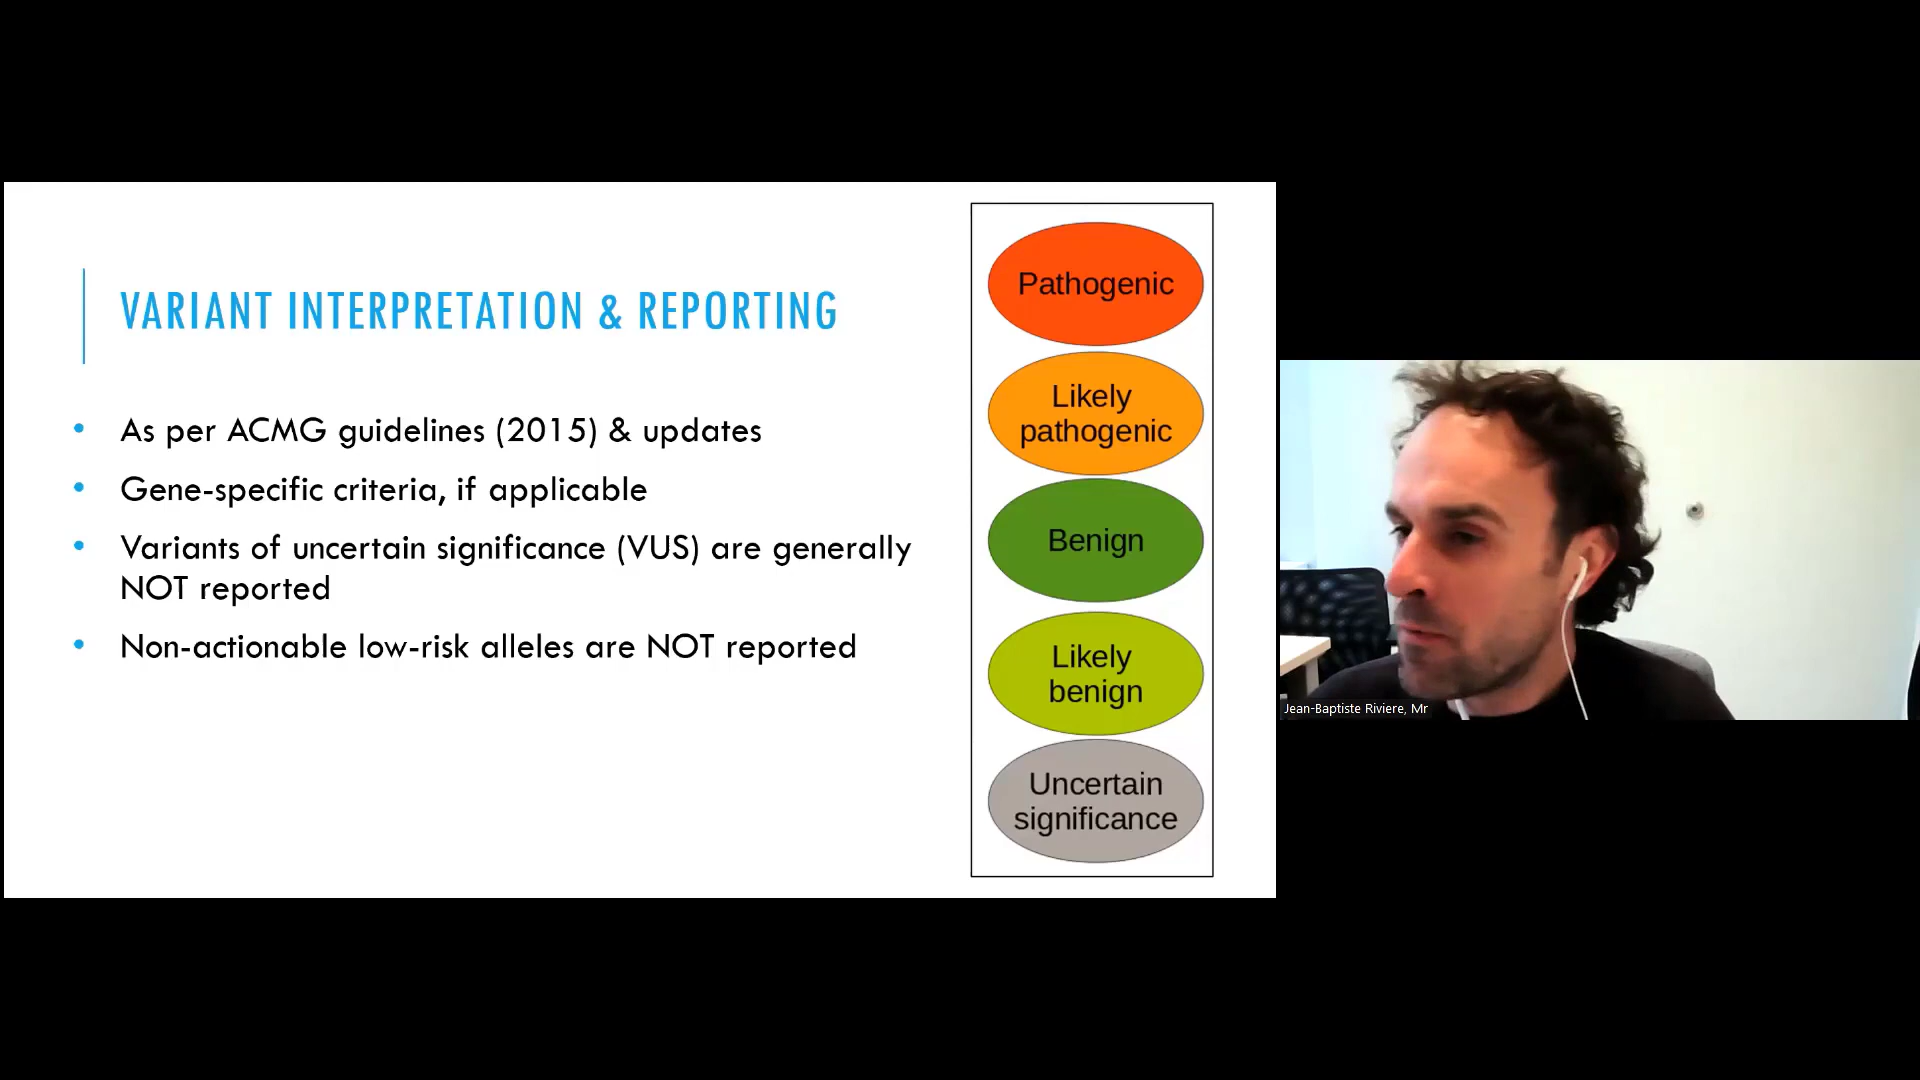 VARIANT INTERPRETATION & REPORTING
• As per ACMG guidelines (2015) & updates
• Gene-specific criteria, if applicable
• Variants of uncertain significance (VUS) are generally
NOT reported
• Non-actionable low-risk alleles are NOT reported
Pathogenic
Likely
pathogenic
Benign
Likely
benign
Uncertain
significance
Jean-Baptiste Riviere, Mr